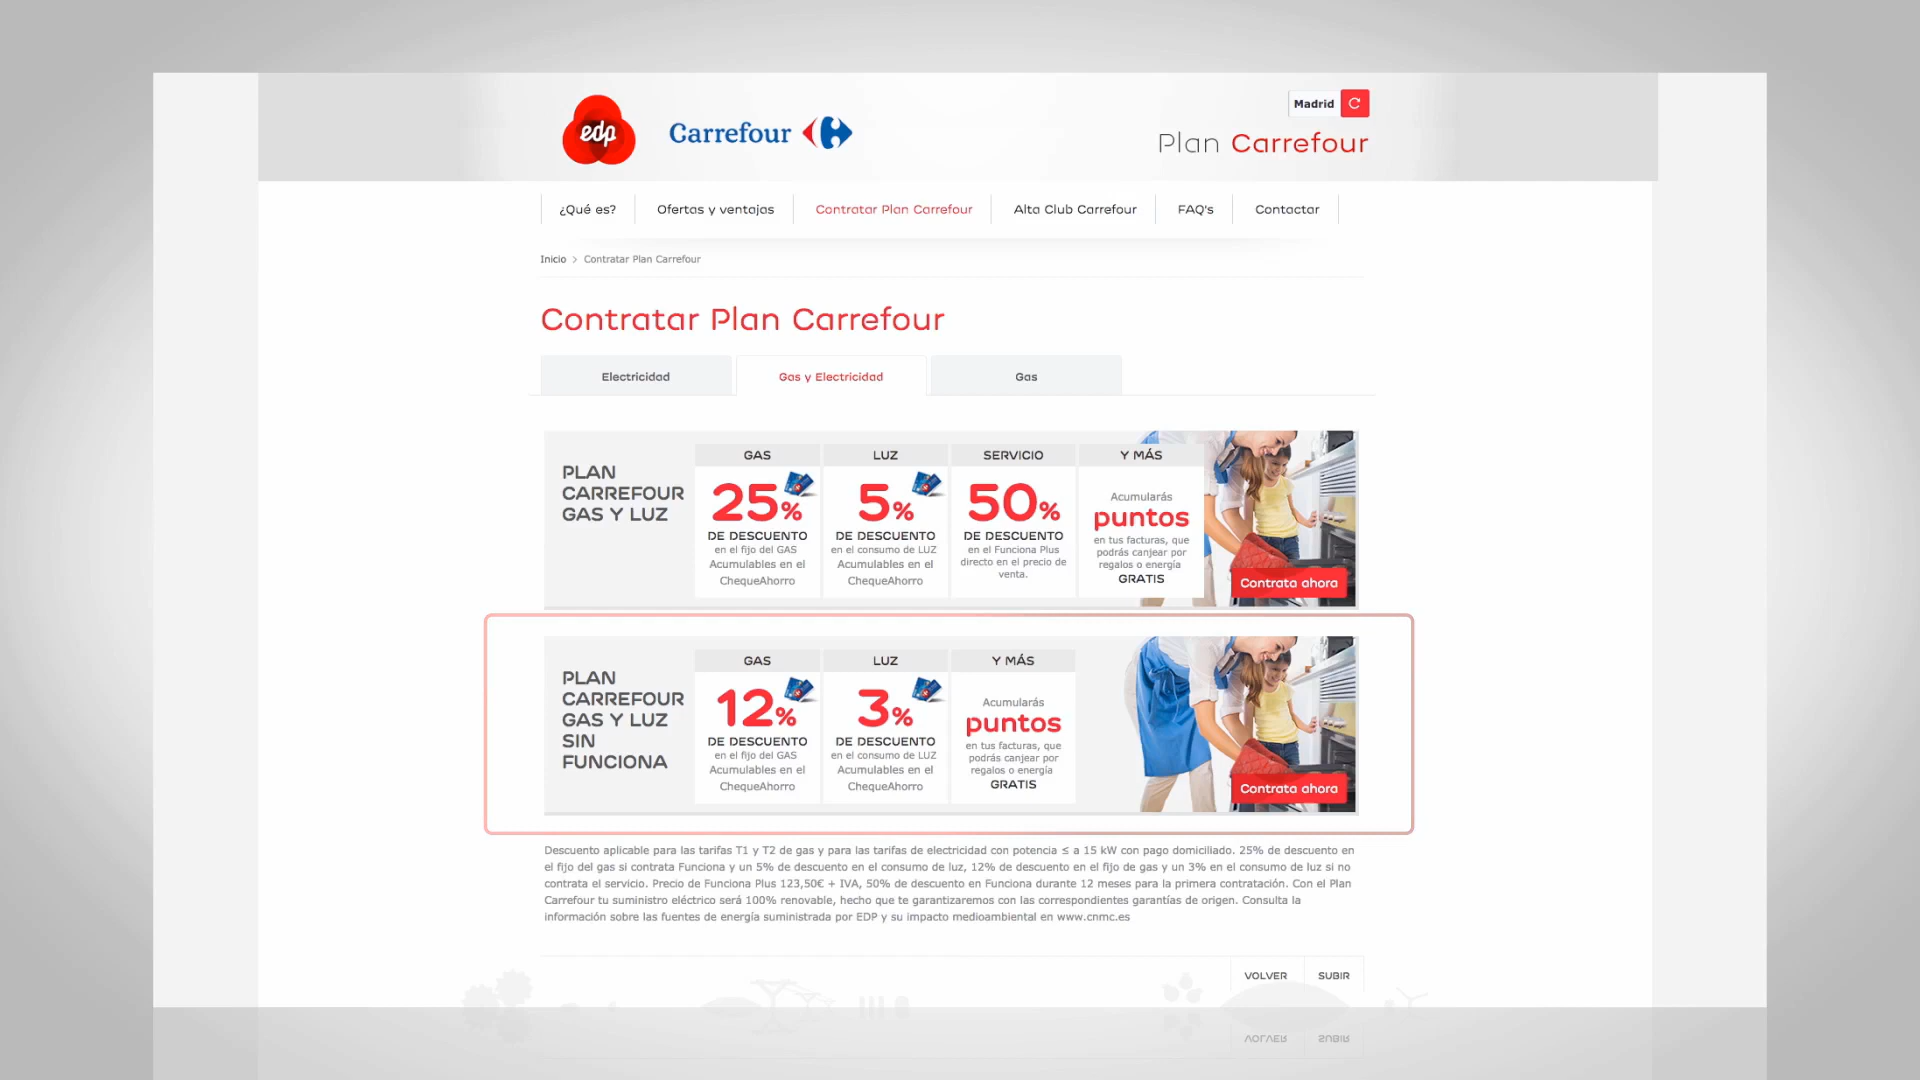 edp
Carrefour
Madrid
Plan Carrefour
¿Qué es?
Ofertas y ventajas
Contratar Plan Carrefour
Alta Club Carrefour
FAQ's
Contactar
Inicio > Contratar Plan Carrefour
Contratar Plan Carrefour
Electricidad
Gas y Electricidad
Gas
PLAN
CARREFOUR
GAS Y LUZ
GAS
25%
DE DESCUENTO
en el fijo del GAS
Acumulables en el
ChequeAhorro
LUZ
5%
DE DESCUENTO
en el consumo de LUZ
Acumulables en el
ChequeAhorro
SERVICIO
50%
DE DESCUENTO
en el Funciona Plus
directo en el precio de
venta.
Y MÁS
Acumularás
puntos
en tus facturas, que
podrás canjear por
regalos o energía
GRATIS
Contrata ahora
PLAN
CARREFOUR
GAS Y LUZ
SIN
FUNCIONA
GAS
12%
DE DESCUENTO
en el fijo del GAS
Acumulables en el
ChequeAhorro
LUZ
3%
DE DESCUENTO
en el consumo de LUZ
Acumulables en el
ChequeAhorro
Y MÁS
Acumularás
puntos
en tus facturas, que
podrás canjear por
regalos o energía
GRATIS
Contrata ahora
Descuento aplicable para las tarifas T1 y T2 de gas y para las tarifas de electricidad con potencia ≤ a 15 kW con pago domiciliado. 25% de descuento en
el fijo del gas si contrata Funciona y un 5% de descuento en el consumo de luz, 12% de descuento en el fijo de gas y un 3% en el consumo de luz si no
contrata el servicio. Precio de Funciona Plus 123,50€ + IVA, 50% de descuento en Funciona durante 12 meses para la primera contratación. Con el Plan
Carrefour tu suministro eléctrico será 100% renovable, hecho que te garantizaremos con las correspondientes garantías de origen. Consulta la
información sobre las fuentes de energía suministrada por EDP y su impacto medioambiental en www.cnmc.es
VOLVER
SUBIR